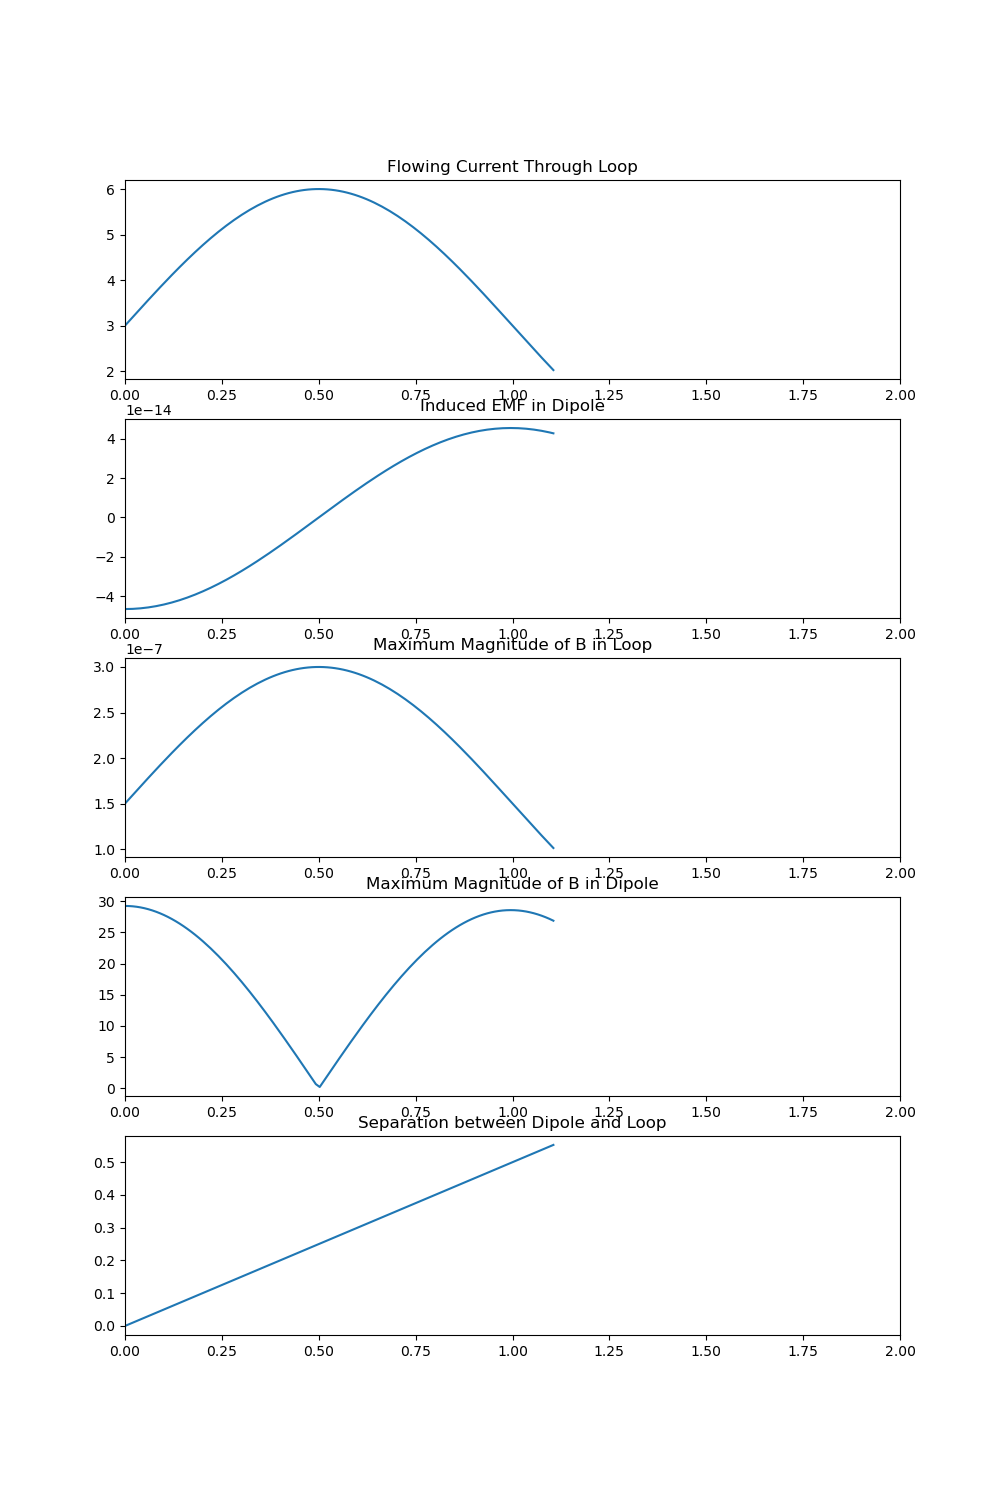 Flowing Current Through Loop
6
5
4
3
2
0.00 0.25 0.50 0.75 1.00 1.25 1.50 1.75 2.00
Induced EMF in Dipole
1e−14
4
2
0
−2
−4
0.00 0.25 0.50 0.75 1.00 1.25 1.50 1.75 2.00
Maximum Magnitude of B in Loop
1e−7
3.0
2.5
2.0
1.5
1.0
0.00 0.25 0.50 0.75 1.00 1.25 1.50 1.75 2.00
Maximum Magnitude of B in Dipole
30
25
20
15
10
5
0
0.00 0.25 0.50 0.75 1.00 1.25 1.50 1.75 2.00
Separation between Dipole and Loop
0.5
0.4
0.3
0.2
0.1
0.0
0.00 0.25 0.50 0.75 1.00 1.25 1.50 1.75 2.00